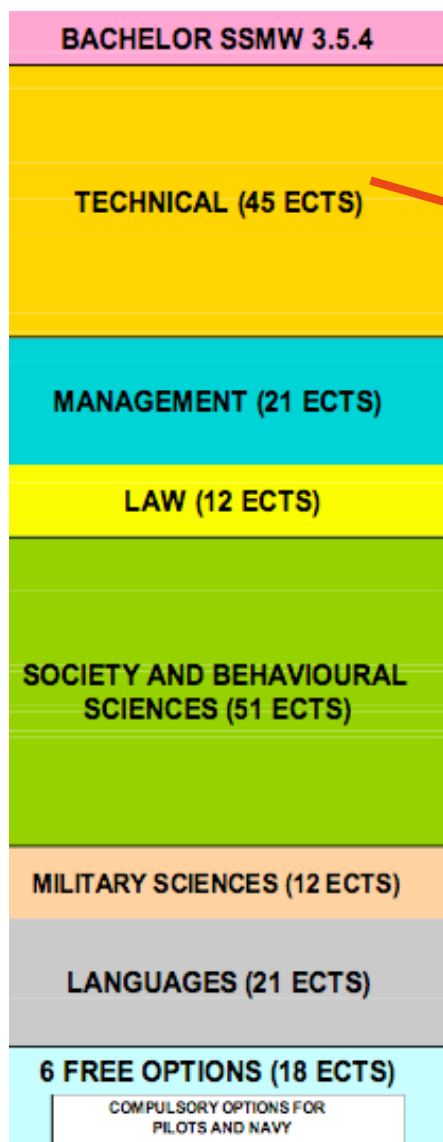 BACHELOR SSMW 3.5.4
TECHNICAL (45 ECTS)
MANAGEMENT (21 ECTS)
LAW (12 ECTS)
SOCIETY AND BEHAVIOURAL
SCIENCES (51 ECTS)
MILITARY SCIENCES (12 ECTS)
LANGUAGES (21 ECTS)
6 FREE OPTIONS (18 ECTS)
COMPULSORY OPTIONS FOR
PILOTS AND NAVY